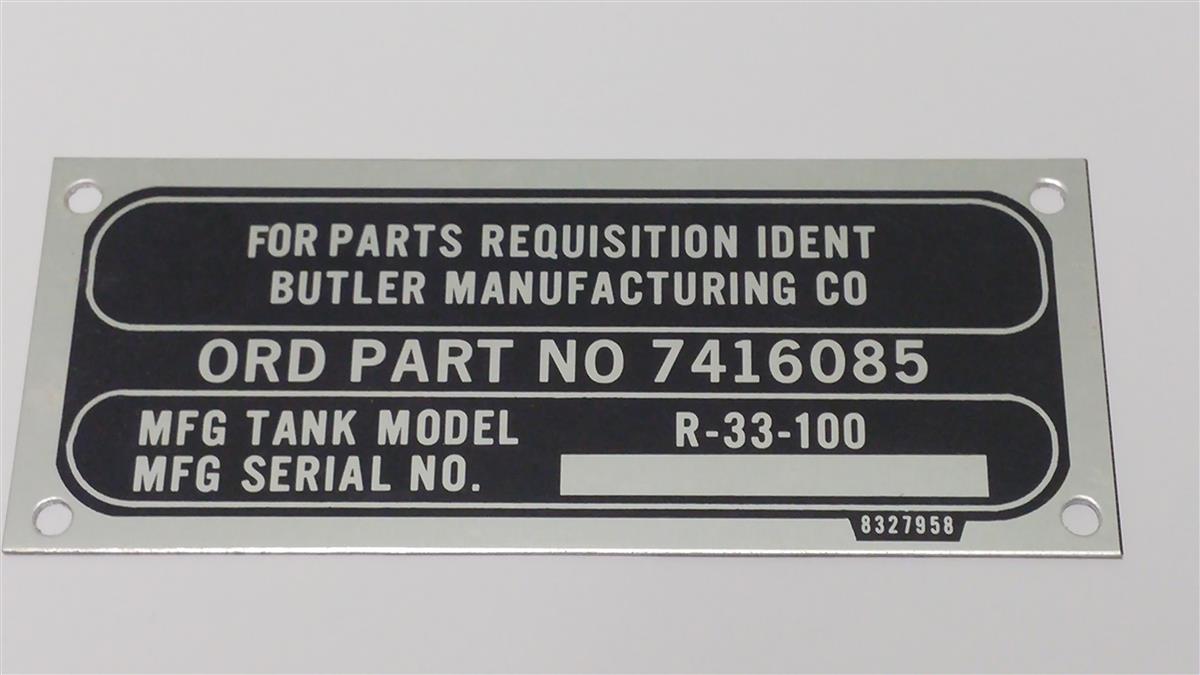 FOR PARTS REQUISITION IDENT
BUTLER MANUFACTURING CO
ORD PART NO 7416085
MFG TANK MODEL R-33-100
MFG SERIAL NO.
8327958